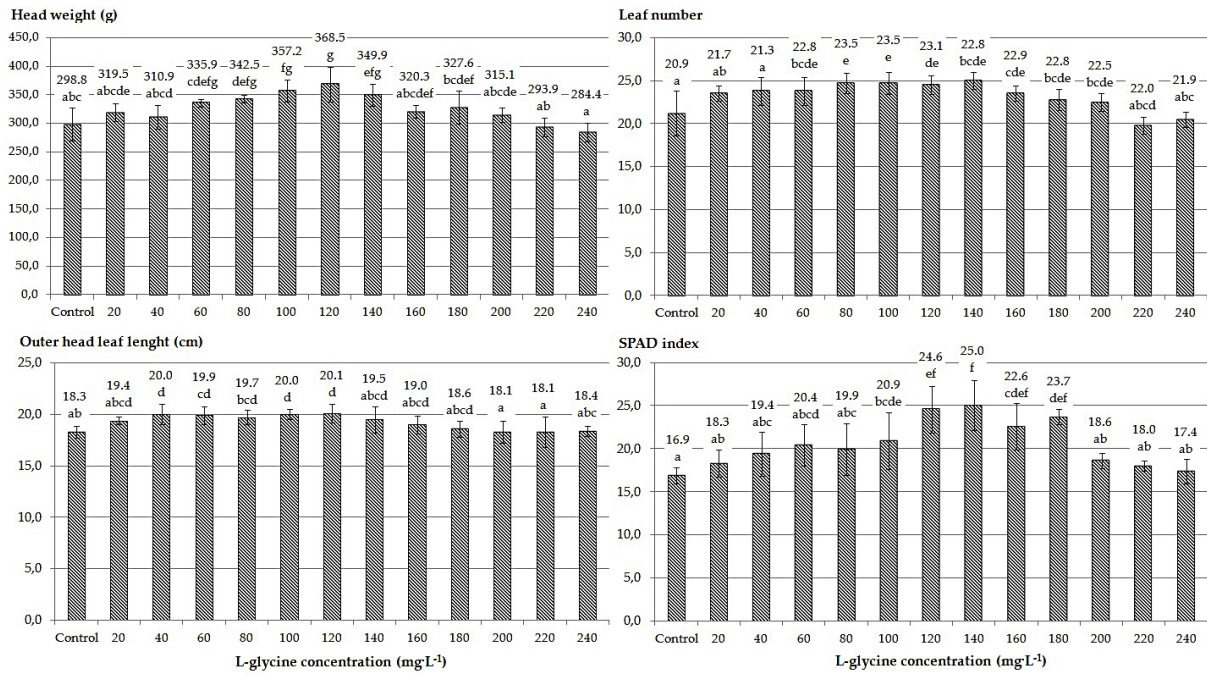 Head weight (g)
450,0
400,0
350,0
300,0
250,0
200,0
150,0
100,0
50,0
0,0
298.8
abc
319.5
abcde
310.9
abcd
335.9
cdefg
342.5
defg
357.2
fg
368.5
g
349.9
efg
320.3
abcdef
327.6
bcdef
315.1
abcde
293.9
ab
284.4
a
Control 20 40 60 80 100 120 140 160 180 200 220 240
Leaf number
30,0
25,0
20,0
15,0
10,0
5,0
0,0
20.9
a
21.7
ab
21.3
a
22.8
bcde
23.5
e
23.5
e
23.1
de
22.8
bcde
22.9
cde
22.8
bcde
22.5
bcde
22.0
abcd
21.9
abc
Control 20 40 60 80 100 120 140 160 180 200 220 240
Outer head leaf lenght (cm)
25,0
20,0
15,0
10,0
5,0
0,0
18.3
ab
19.4
abcd
20.0
d
19.9
cd
19.7
bcd
20.0
d
20.1
d
19.5
abcd
19.0
abcd
18.6
abcd
18.1
a
18.1
a
18.4
abc
Control 20 40 60 80 100 120 140 160 180 200 220 240
L-glycine concentration (mg·L⁻¹)
SPAD index
30,0
25,0
20,0
15,0
10,0
5,0
0,0
16.9
a
18.3
ab
19.4
abc
20.4
abcd
19.9
abc
20.9
bcde
24.6
ef
25.0
f
22.6
cdef
23.7
def
18.6
ab
18.0
ab
17.4
ab
Control 20 40 60 80 100 120 140 160 180 200 220 240
L-glycine concentration (mg·L⁻¹)